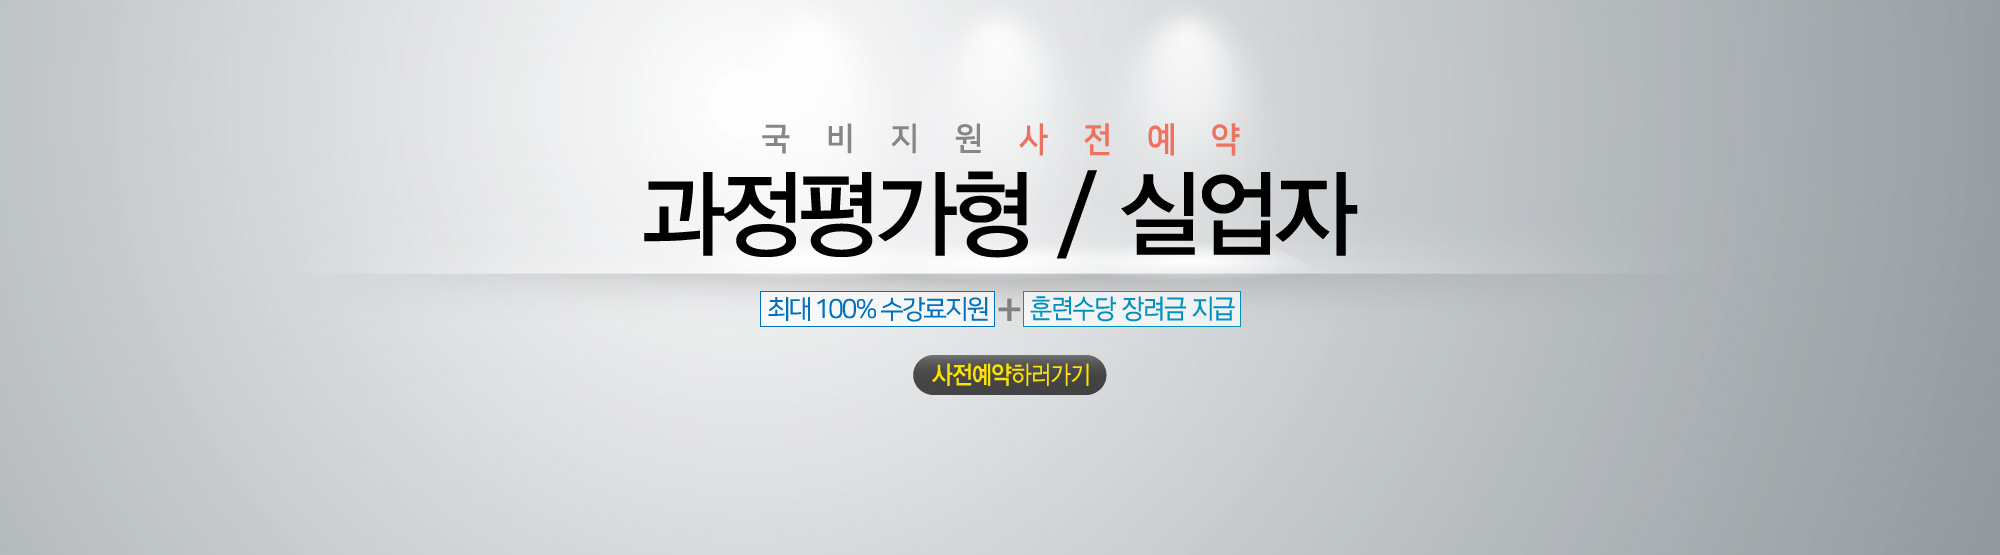 국비지원 사전예약
과정평가형 / 실업자
최대 100% 수강료지원 + 훈련수당 장려금 지급
사전예약하러가기